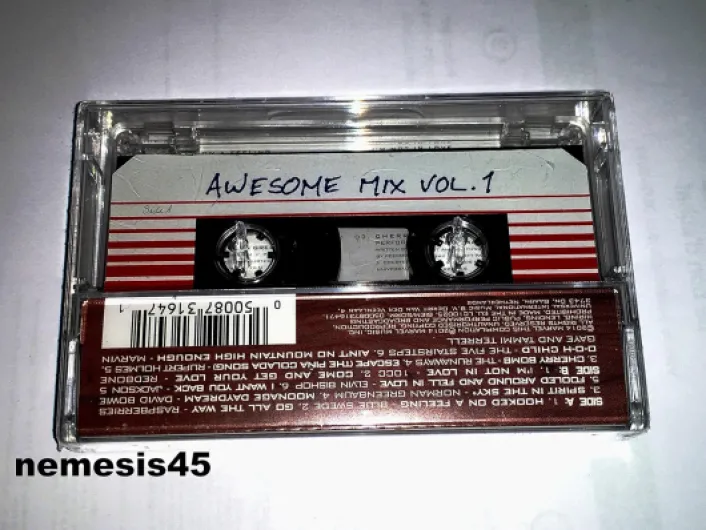 AWESOME MIX VOL.1
Side A
0 50087 31647 1
SIDE A: 1. HOOKED ON A FEELING - BLUE SWEDE 2. GO ALL THE WAY - RASPBERRIES
3. SPIRIT IN THE SKY* - NORMAN GREENBAUM 4. MOONAGE DAYDREAM - DAVID BOWIE
5. FOOLED AROUND AND FELL IN LOVE - ELVIN BISHOP 6. I WANT YOU BACK - JACKSON 5
SIDE B: 1. I'M NOT IN LOVE - 10CC 2. COME AND GET YOUR LOVE - REDBONE
3. CHERRY BOMB - THE RUNAWAYS 4. ESCAPE (THE PINA COLADA SONG) - RUPERT HOLMES 5.
O-O-H CHILD - THE FIVE STAIRSTEPS 6. AIN'T NO MOUNTAIN HIGH ENOUGH - MARVIN
GAYE AND TAMMI TERRELL
nemesis45